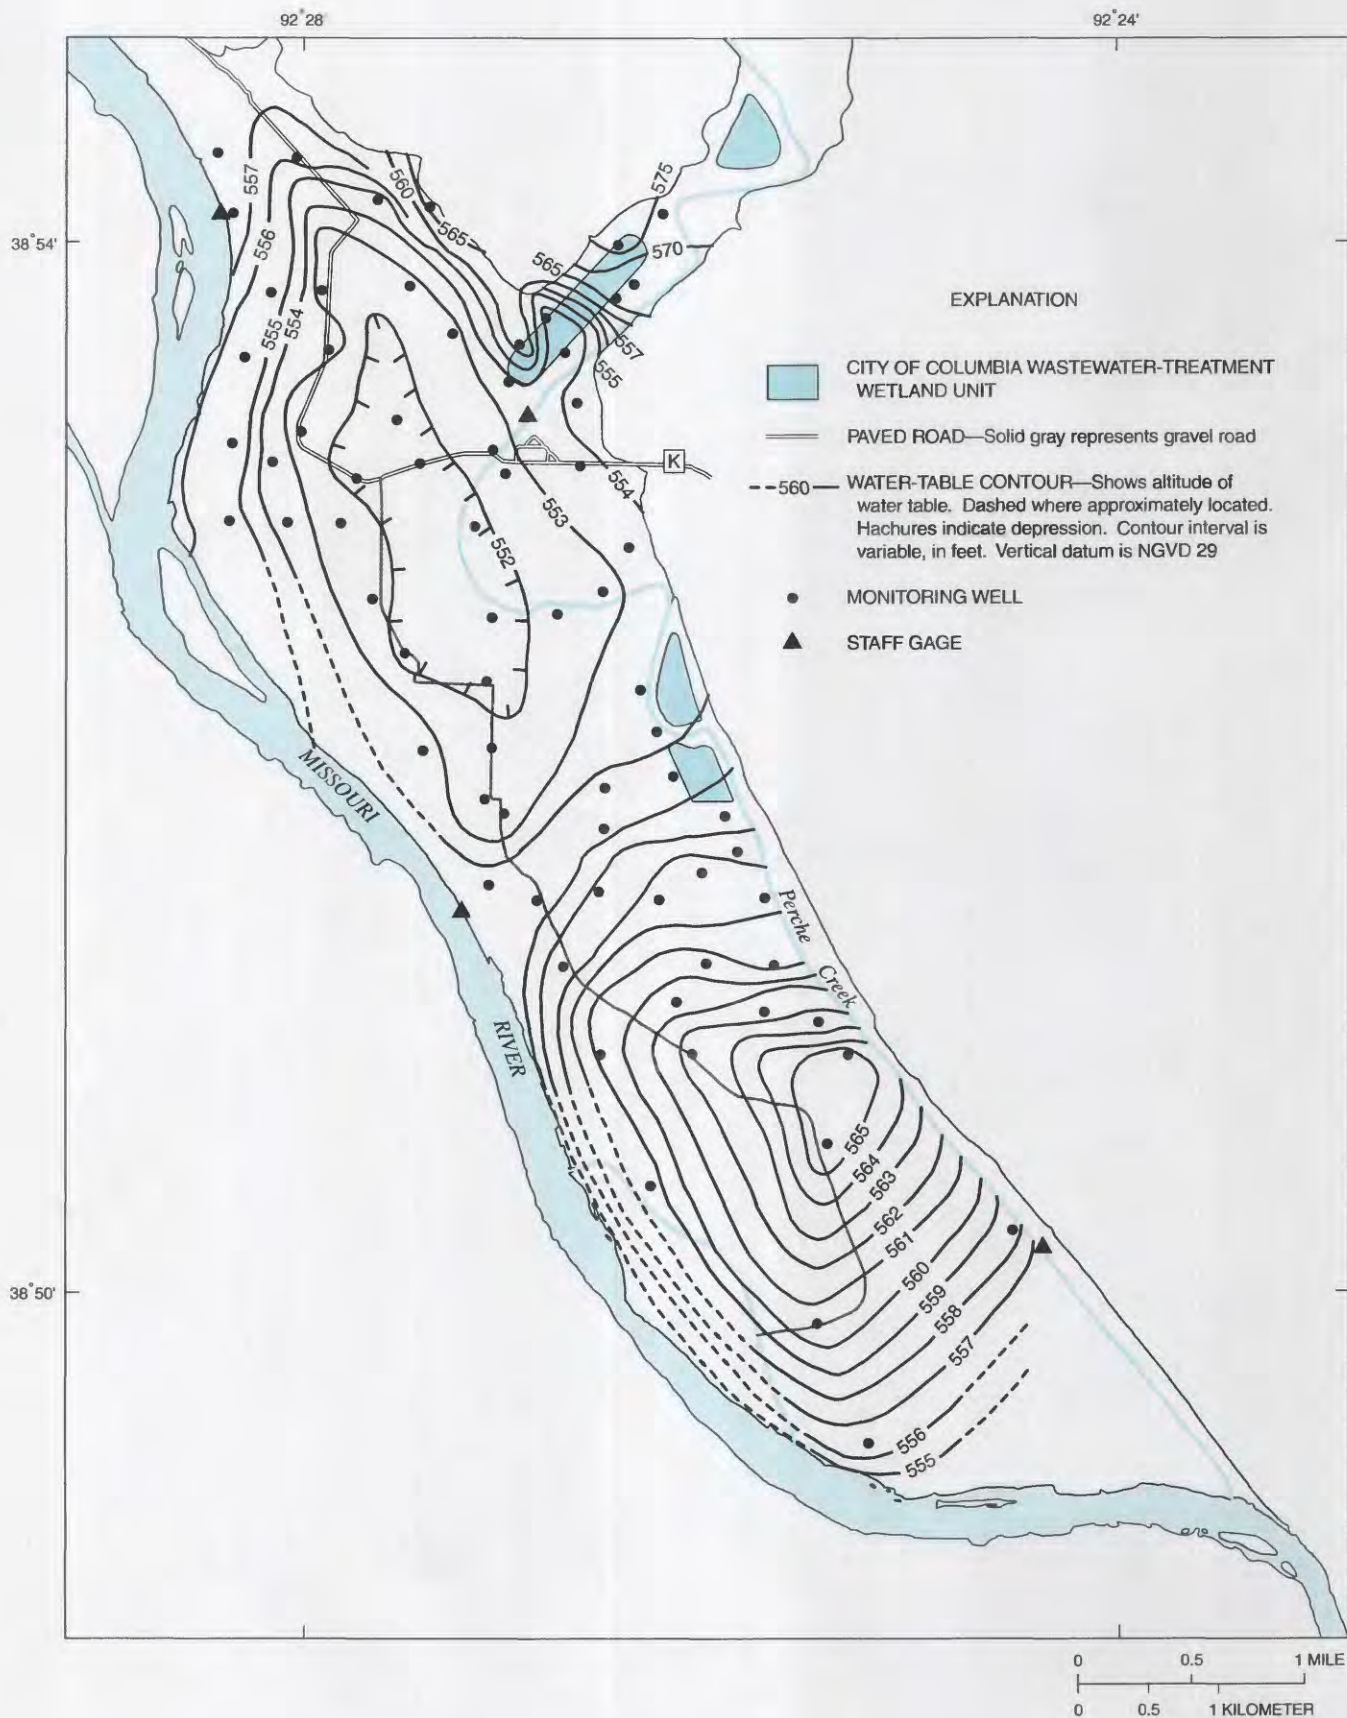 92°28'
92°24'
38°54'
38°50'
557
556
555
554
560
565
575
570
565
557
555
554
553
552
K
EXPLANATION
CITY OF COLUMBIA WASTEWATER-TREATMENT
WETLAND UNIT
PAVED ROAD—Solid gray represents gravel road
--560— WATER-TABLE CONTOUR—Shows altitude of
water table. Dashed where approximately located.
Hachures indicate depression. Contour interval is
variable, in feet. Vertical datum is NGVD 29
MONITORING WELL
STAFF GAGE
MISSOURI
RIVER
Perche
Creek
565
564
563
562
561
560
559
558
557
556
555
0 0.5 1 MILE
0 0.5 1 KILOMETER